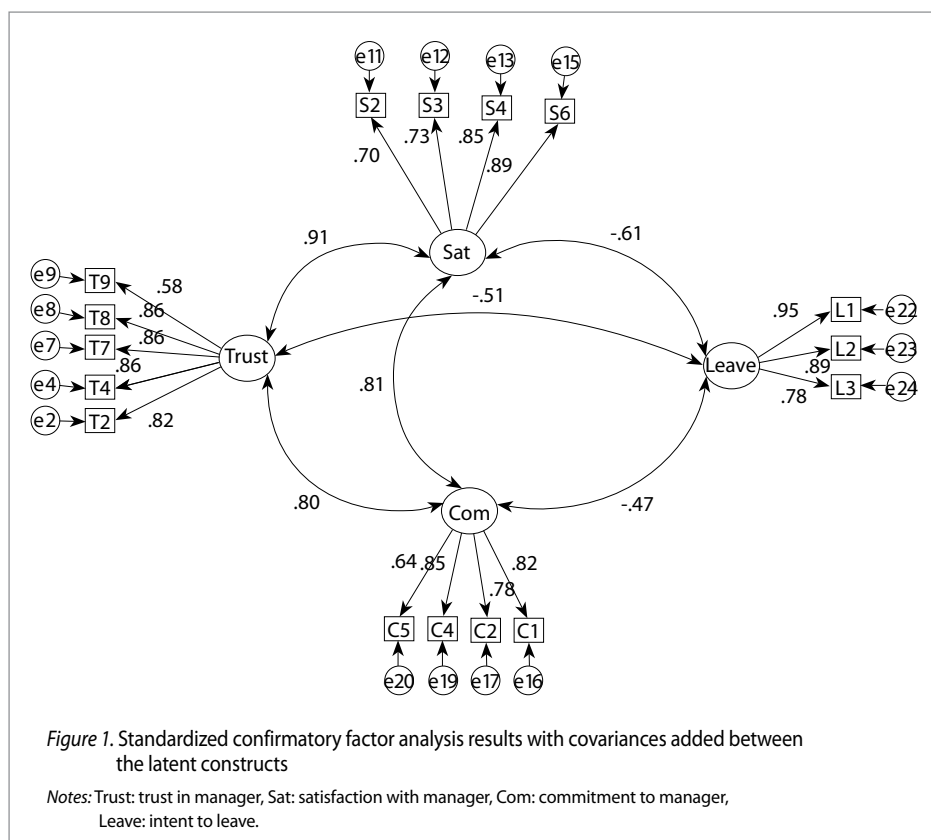 e11 e12 e13 e15
S2 S3 S4 S6
.70 .73 .85 .89
Sat
.91 -.61
-.51
e9 T9 .58
e8 T8 .86
e7 T7 .86
e4 T4 .86
e2 T2 .82
Trust
Leave
.95 L1 e22
.89 L2 e23
.78 L3 e24
.81
.80 -.47
Com
.64 .85 .78 .82
C5 C4 C2 C1
e20 e19 e17 e16
Figure 1. Standardized confirmatory factor analysis results with covariances added between
the latent constructs
Notes: Trust: trust in manager, Sat: satisfaction with manager, Com: commitment to manager,
Leave: intent to leave.